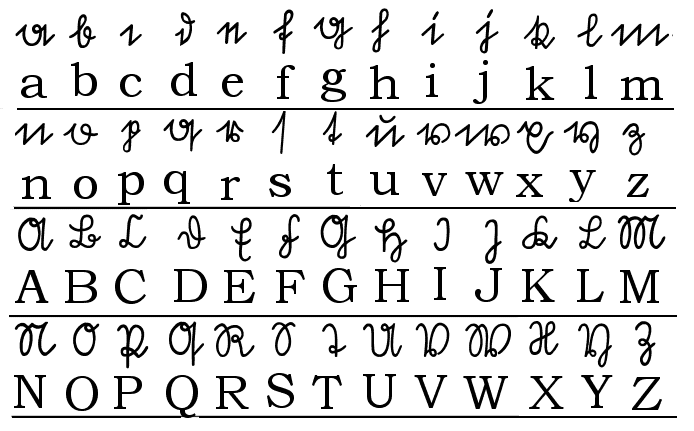 a b c d e f g h i j k l m
a b c d e f g h i j k l m
n o p q r s t u v w x y z
n o p q r s t u v w x y z
A B C D E F G H I J K L M
A B C D E F G H I J K L M
N O P Q R S T U V W X Y Z
N O P Q R S T U V W X Y Z